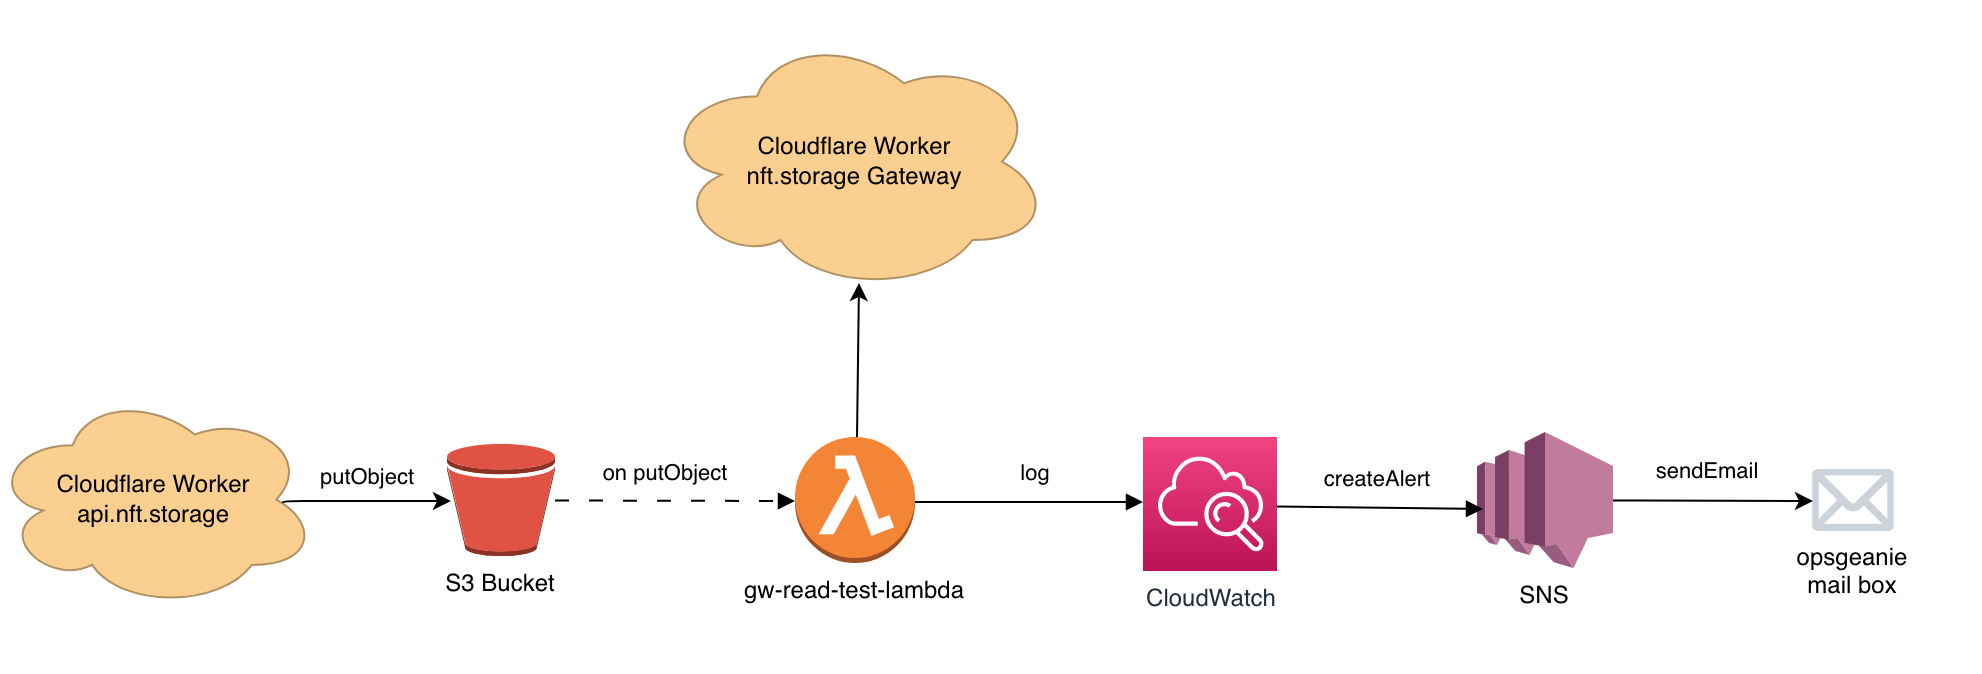 Cloudflare Worker
nft.storage Gateway
Cloudflare Worker
api.nft.storage
putObject
S3 Bucket
on putObject
gw-read-test-lambda
log
CloudWatch
createAlert
SNS
sendEmail
opsgeanie
mail box